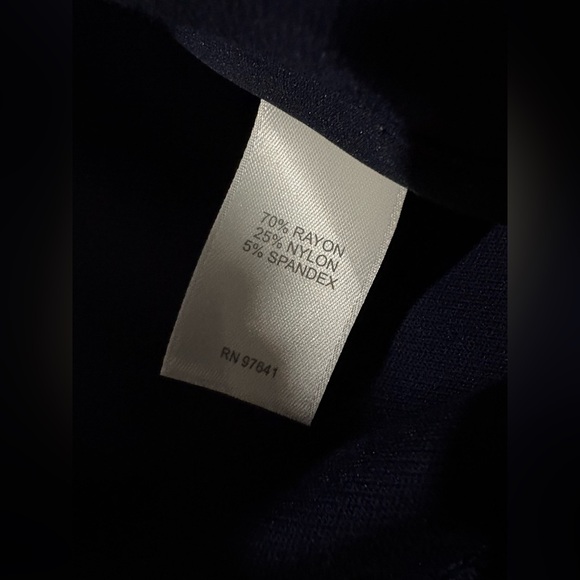 70% RAYON
25% NYLON
5% SPANDEX
RN 97841